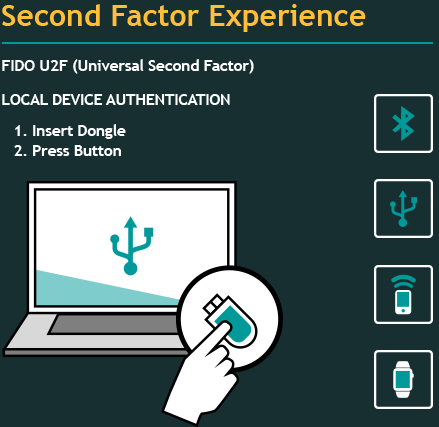 Second Factor Experience
FIDO U2F (Universal Second Factor)
LOCAL DEVICE AUTHENTICATION
1. Insert Dongle
2. Press Button